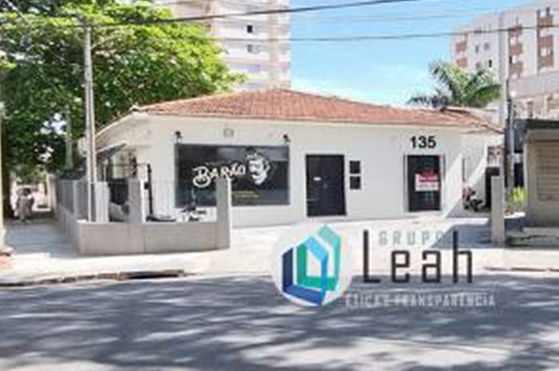 BARÃO
135
GRUPO
Leah
ÉTICA E TRANSPARÊNCIA